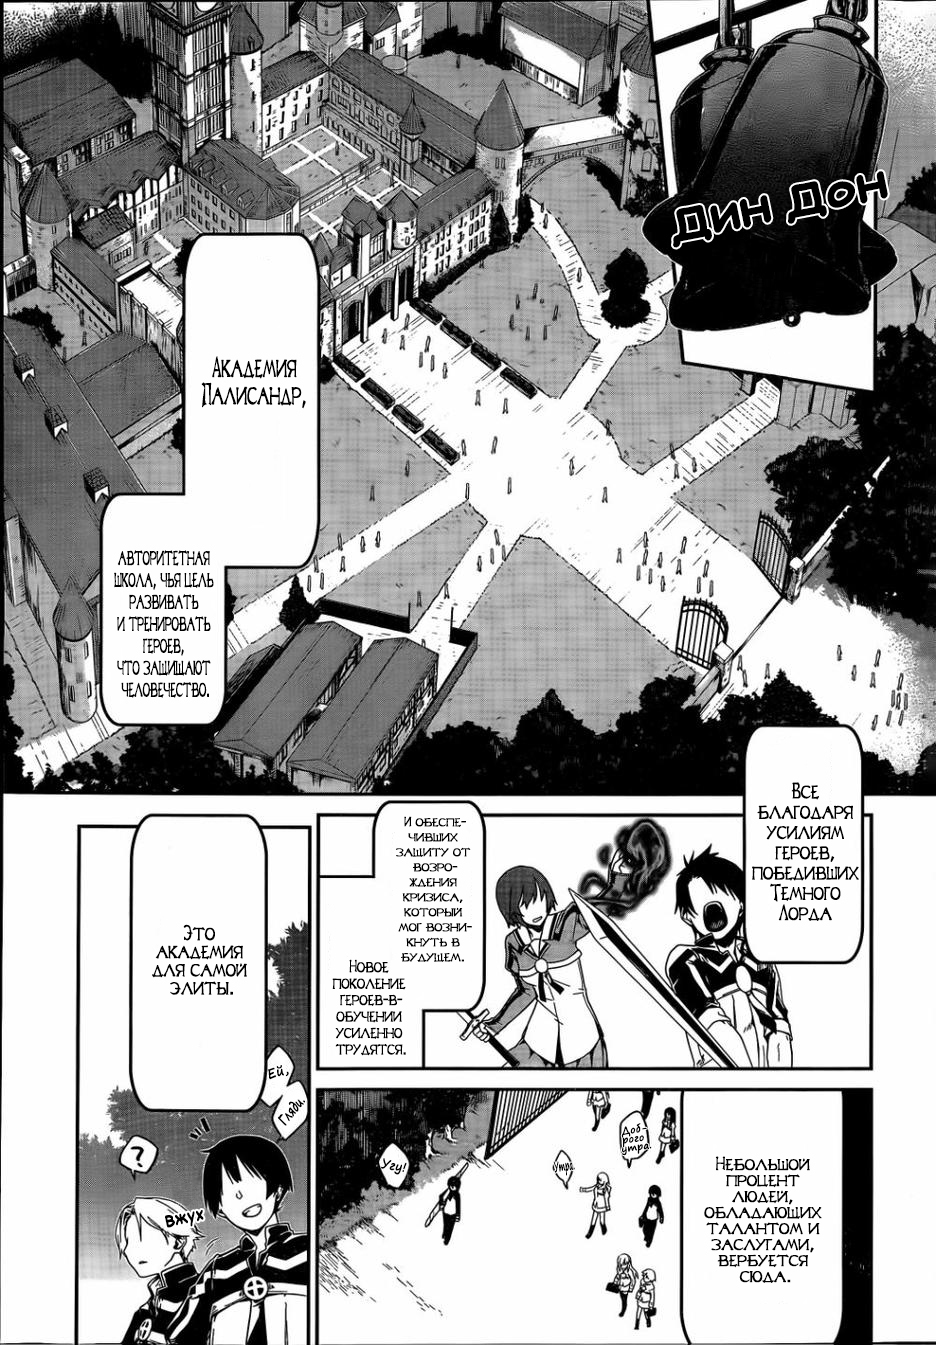 Дин Дон
Академия
Палисандр,
авторитетная
школа, чья цель
развивать
и тренировать
героев,
что защищают
человечество.
Все
благодаря
усилиям
героев,
победивших
Темного
Лорда
И обеспе-
чивших
защиту от
возро-
ждения
кризиса,
который
мог возни-
кнуть в
будущем.
Новое
поколение
героев-в-
обучении
усиленно
трудятся.
Небольшой
процент
людей,
обладающих
талантом и
заслугами,
вербуется
сюда.
Доб-
рого
утра.
Утра.
Угу!
Это
академия
для самой
элиты.
Ей,
Гляди.
?
вжух